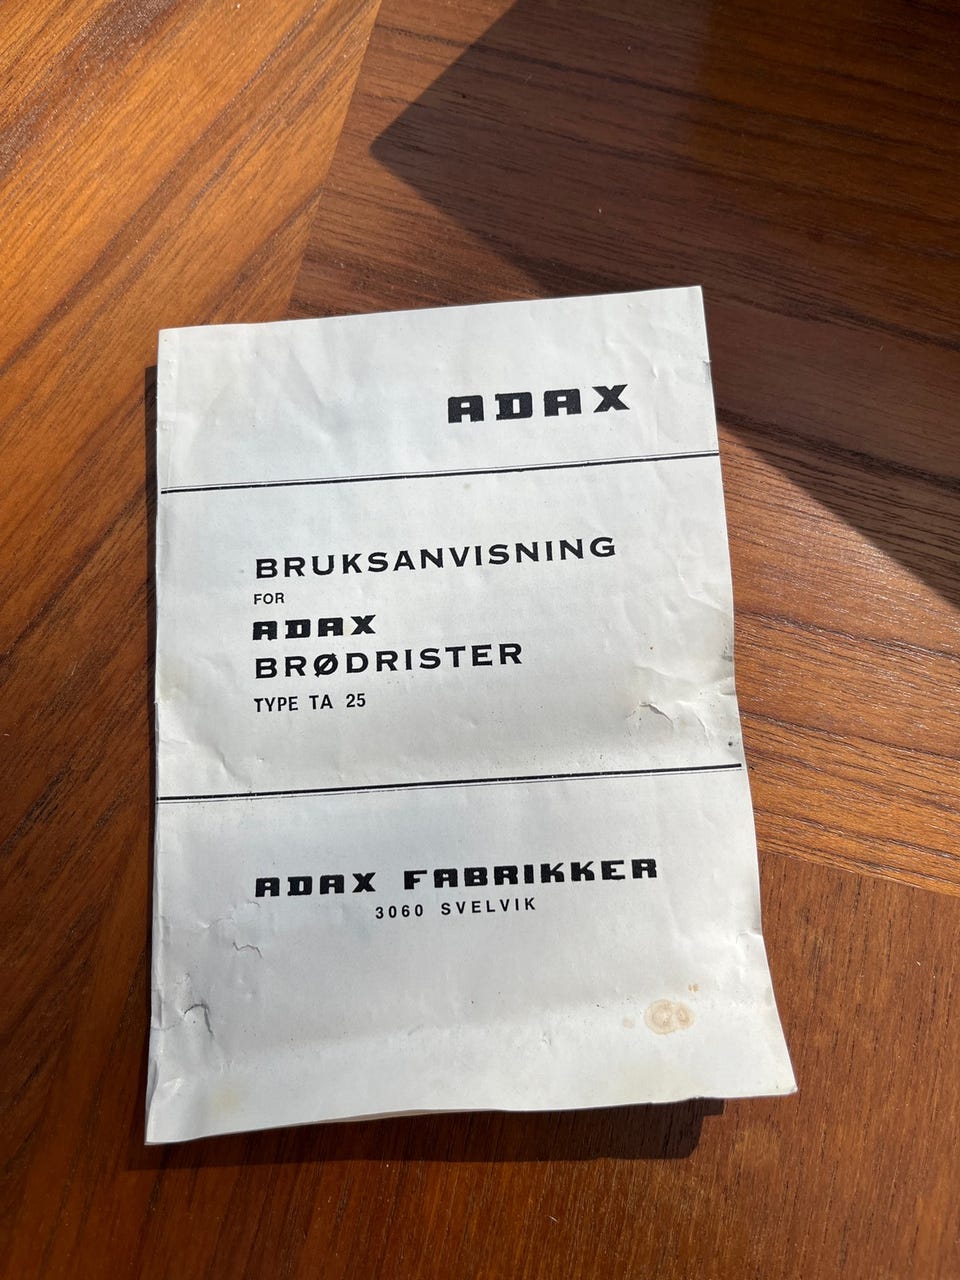 ADAX
BRUKSANVISNING
FOR
ADAX
BRØDRISTER
TYPE TA 25
ADAX FABRIKKER
3060 SVELVIK